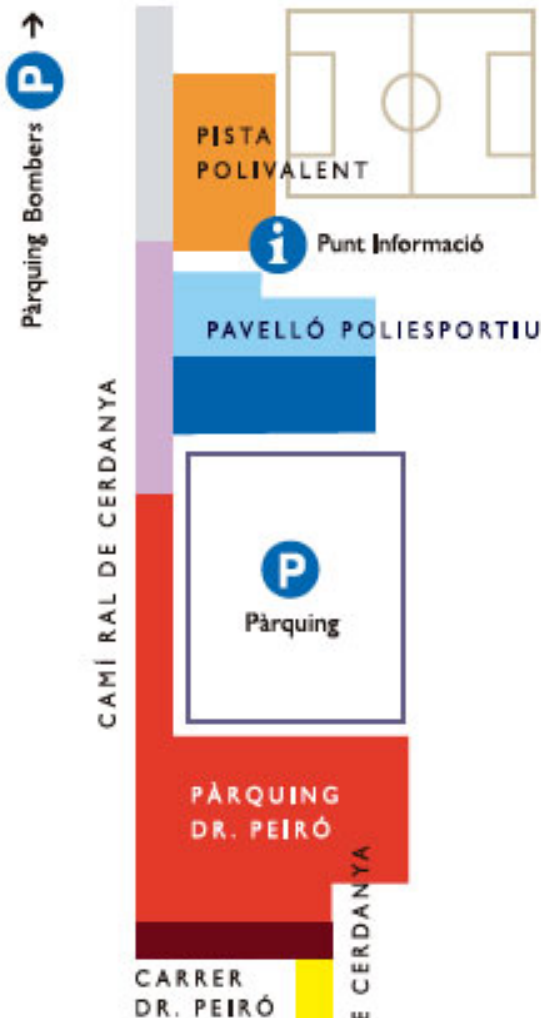 P
Pàrquing Bombers
PISTA
POLIVALENT
i
Punt Informació
PAVELLÓ POLIESPORTIU
CAMÍ RAL DE CERDANYA
P
Pàrquing
PÀRQUING
DR. PEIRÓ
E CERDANYA
CARRER
DR. PEIRÓ